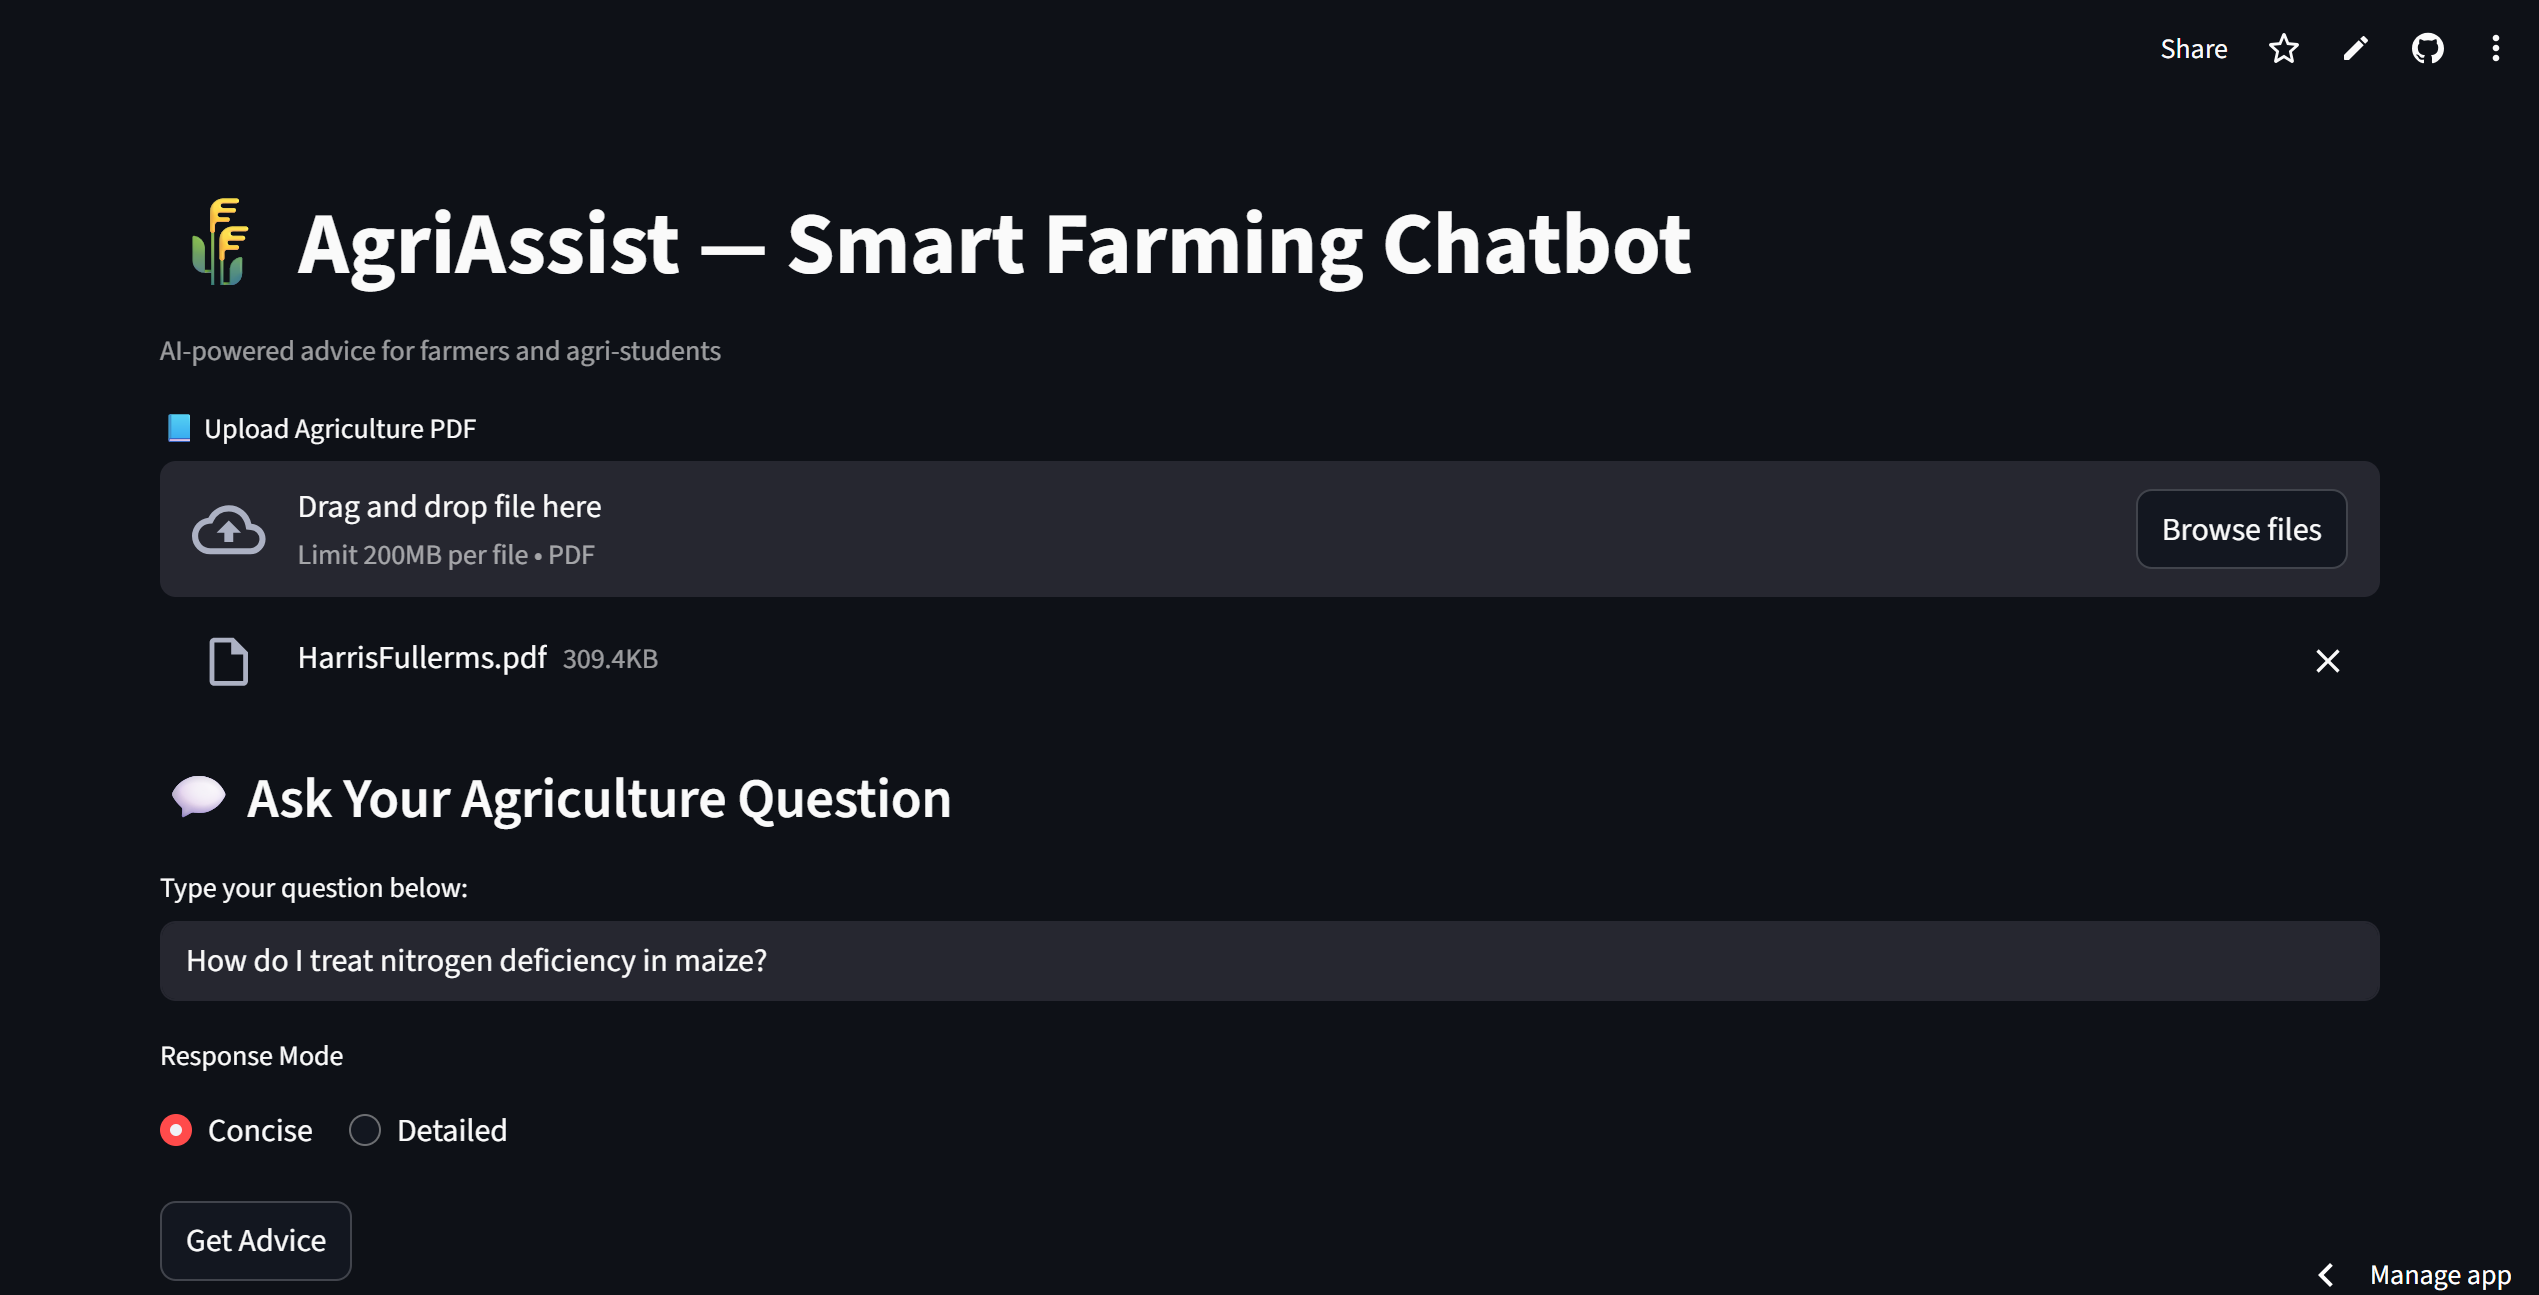 Share
AgriAssist — Smart Farming Chatbot
AI-powered advice for farmers and agri-students
Upload Agriculture PDF
Drag and drop file here
Limit 200MB per file • PDF
Browse files
HarrisFullerms.pdf 309.4KB
Ask Your Agriculture Question
Type your question below:
How do I treat nitrogen deficiency in maize?
Response Mode
Concise Detailed
Get Advice
Manage app